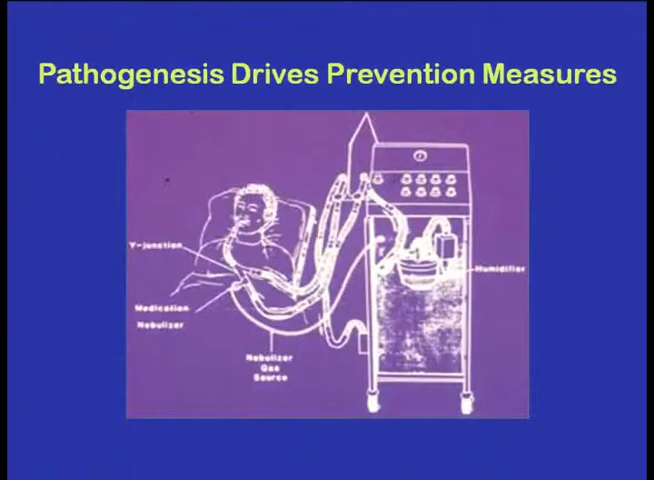 Pathogenesis Drives Prevention Measures
Y-junction
Humidifier
Medication
Nebulizer
Nebulizer
Gas
Source